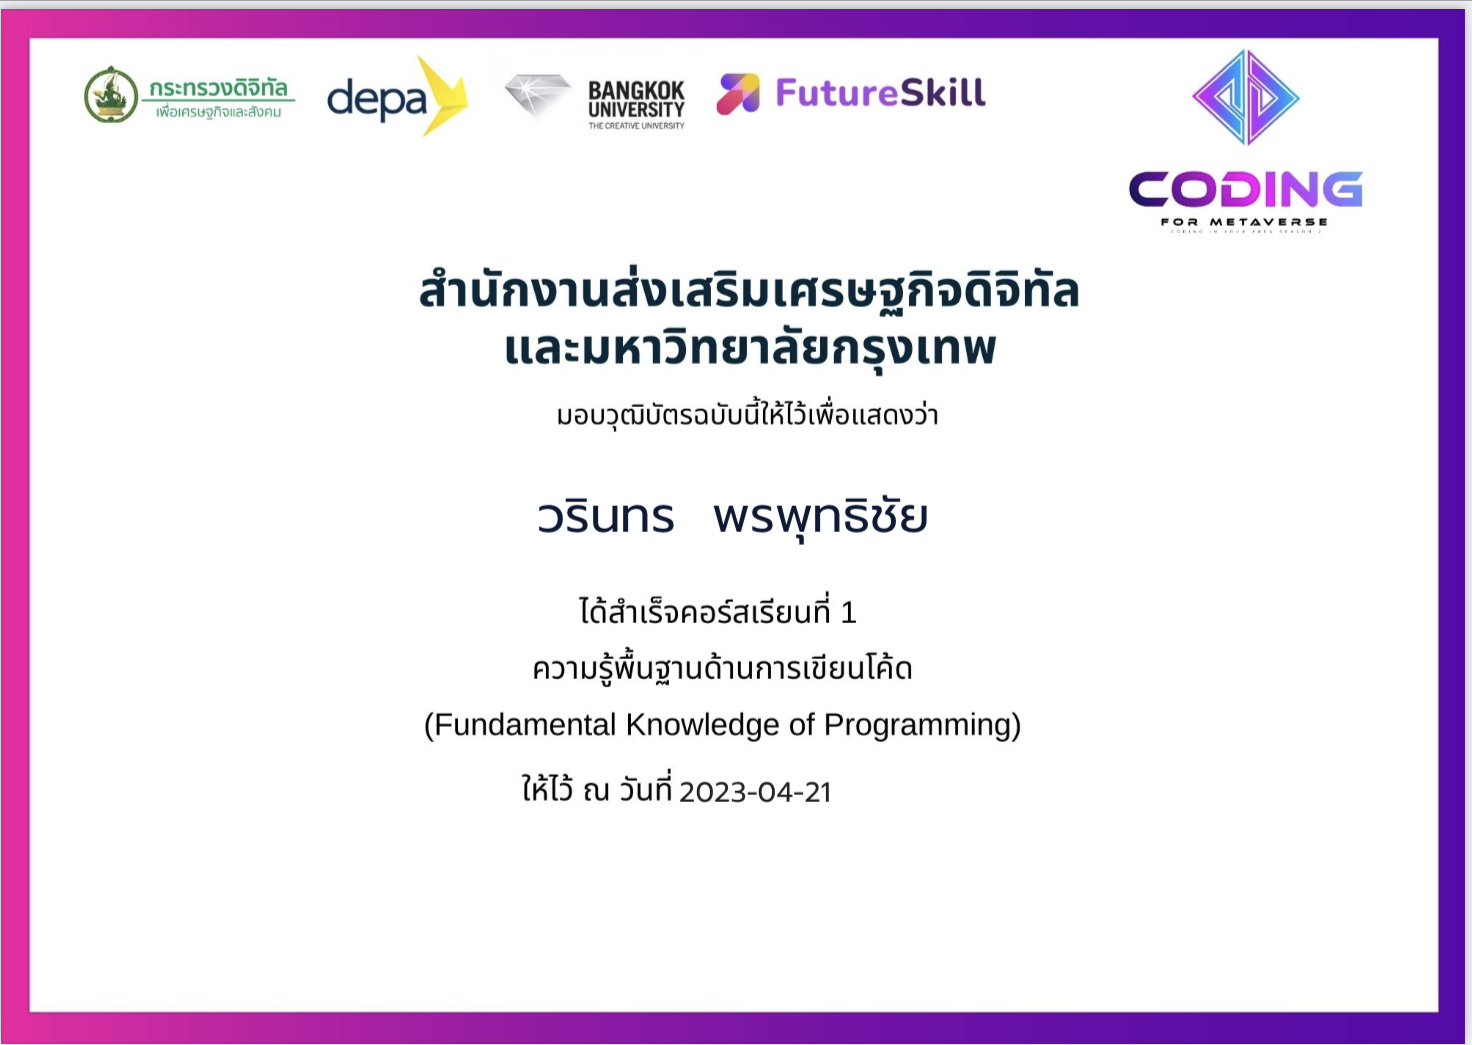 กระทรวงดิจิทัล
เพื่อเศรษฐกิจและสังคม
depa
BANGKOK
UNIVERSITY
THE CREATIVE UNIVERSITY
FutureSkill
CODING
FOR METAVERSE
CODING IN YOUR AREA SEASON 2
สำนักงานส่งเสริมเศรษฐกิจดิจิทัล
และมหาวิทยาลัยกรุงเทพ
มอบวุฒิบัตรฉบับนี้ให้ไว้เพื่อแสดงว่า
วรินทร พรพุทธิชัย
ได้สำเร็จคอร์สเรียนที่ 1
ความรู้พื้นฐานด้านการเขียนโค้ด
(Fundamental Knowledge of Programming)
ให้ไว้ ณ วันที่ 2023-04-21